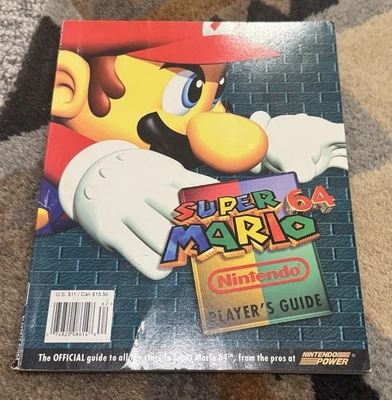 SUPER
MARIO 64
Nintendo
PLAYER'S GUIDE
U.S. $11 / Can $15.50
The OFFICIAL guide to all the stars in Super Mario 64™, from the pros at
NINTENDO
POWER